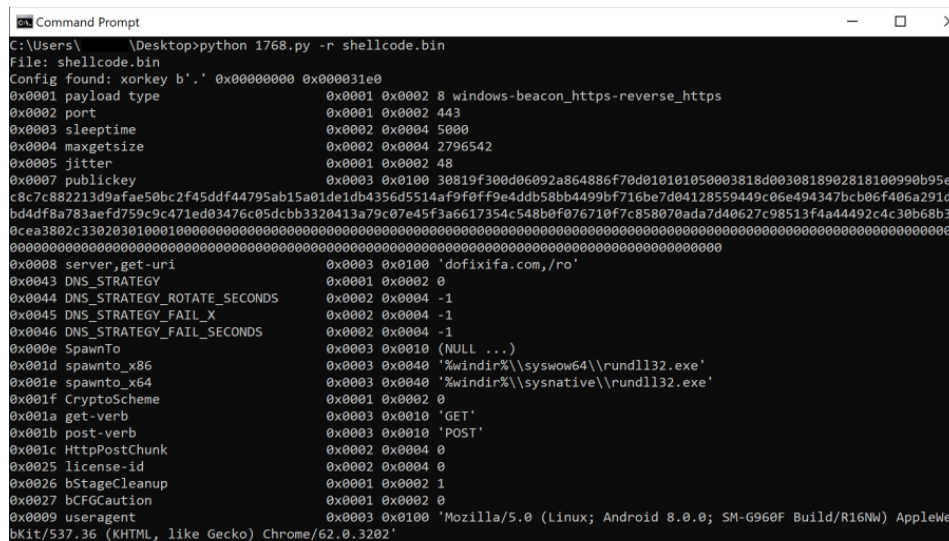 Command Prompt
C:\Users\ \Desktop>python 1768.py -r shellcode.bin
File: shellcode.bin
Config found: xorkey b'.' 0x00000000 0x000031e0
0x0001 payload type 0x0001 0x0002 8 windows-beacon_https-reverse_https
0x0002 port 0x0001 0x0002 443
0x0003 sleeptime 0x0002 0x0004 5000
0x0004 maxgetsize 0x0002 0x0004 2796542
0x0005 jitter 0x0001 0x0002 48
0x0007 publickey 0x0003 0x0100 30819f300d06092a864886f70d010101050003818d0030818902818100990b95e
c8c7c882213d9afae50bc2f45ddf44795ab15a01de1db4356d5514af9f0ff9e4ddb58bb4499bf716be7d04128559449c06e494347bcb06f406a291d
bd4df8a783aefd759c9c471ed03476c05dcbb3320413a79c07e45f3a6617354c548b0f076710f7c858070ada7d40627c98513f4a44492c4c30b68b3
0x0008 server,get-uri 0x0003 0x0100 'dofixifa.com,/ro'
0x0043 DNS_STRATEGY 0x0001 0x0002 0
0x0044 DNS_STRATEGY_ROTATE_SECONDS 0x0002 0x0004 -1
0x0045 DNS_STRATEGY_FAIL_X 0x0002 0x0004 -1
0x0046 DNS_STRATEGY_FAIL_SECONDS 0x0002 0x0004 -1
0x000e SpawnTo 0x0003 0x0010 (NULL ...)
0x001d spawnto_x86 0x0003 0x0040 '%windir%\\syswow64\\rundll32.exe'
0x001e spawnto_x64 0x0003 0x0040 '%windir%\\sysnative\\rundll32.exe'
0x001f CryptoScheme 0x0001 0x0002 0
0x001a get-verb 0x0003 0x0010 'GET'
0x001b post-verb 0x0003 0x0010 'POST'
0x001c HttpPostChunk 0x0002 0x0004 0
0x0025 license-id 0x0002 0x0004 0
0x0026 bStageCleanup 0x0001 0x0002 1
0x0027 bCFGCaution 0x0001 0x0002 0
0x0009 useragent 0x0003 0x0100 'Mozilla/5.0 (Linux; Android 8.0.0; SM-G960F Build/R16NW) AppleWe
bKit/537.36 (KHTML, like Gecko) Chrome/62.0.3202'